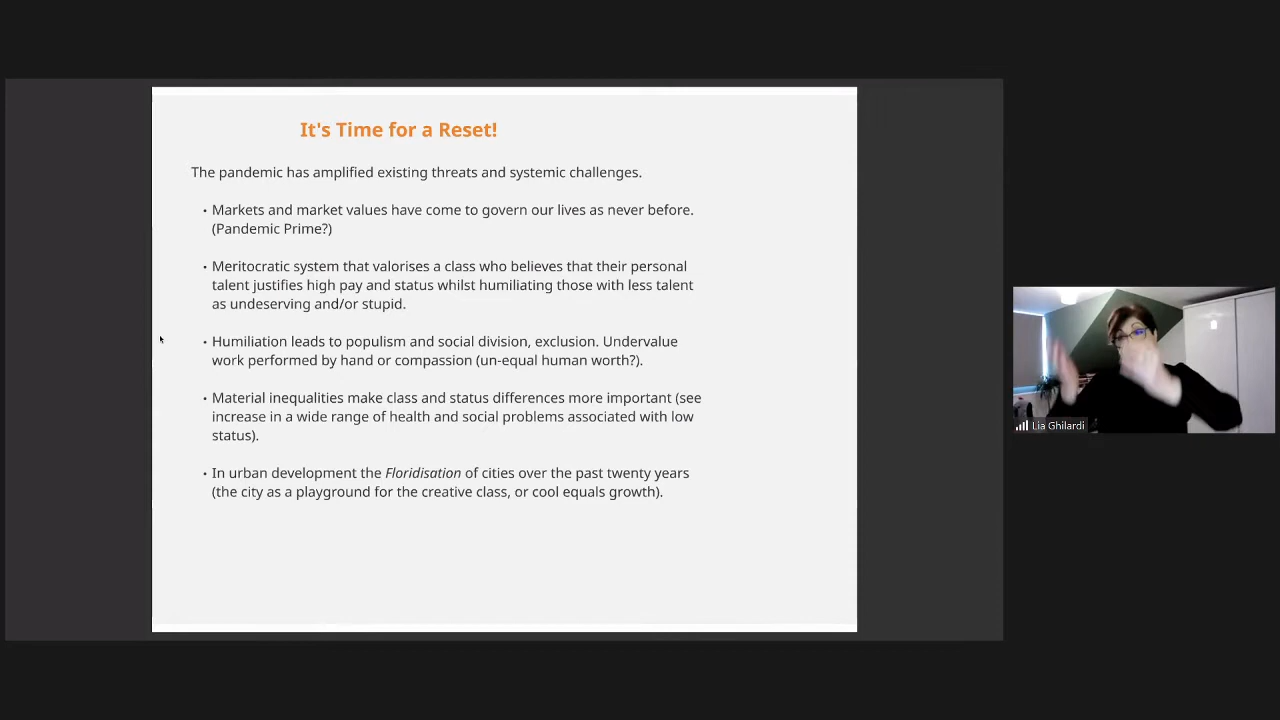 It's Time for a Reset!
The pandemic has amplified existing threats and systemic challenges.
• Markets and market values have come to govern our lives as never before.
(Pandemic Prime?)
• Meritocratic system that valorises a class who believes that their personal
talent justifies high pay and status whilst humiliating those with less talent
as undeserving and/or stupid.
• Humiliation leads to populism and social division, exclusion. Undervalue
work performed by hand or compassion (un-equal human worth?).
• Material inequalities make class and status differences more important (see
increase in a wide range of health and social problems associated with low
status).
• In urban development the Floridisation of cities over the past twenty years
(the city as a playground for the creative class, or cool equals growth).
Lia Ghilardi